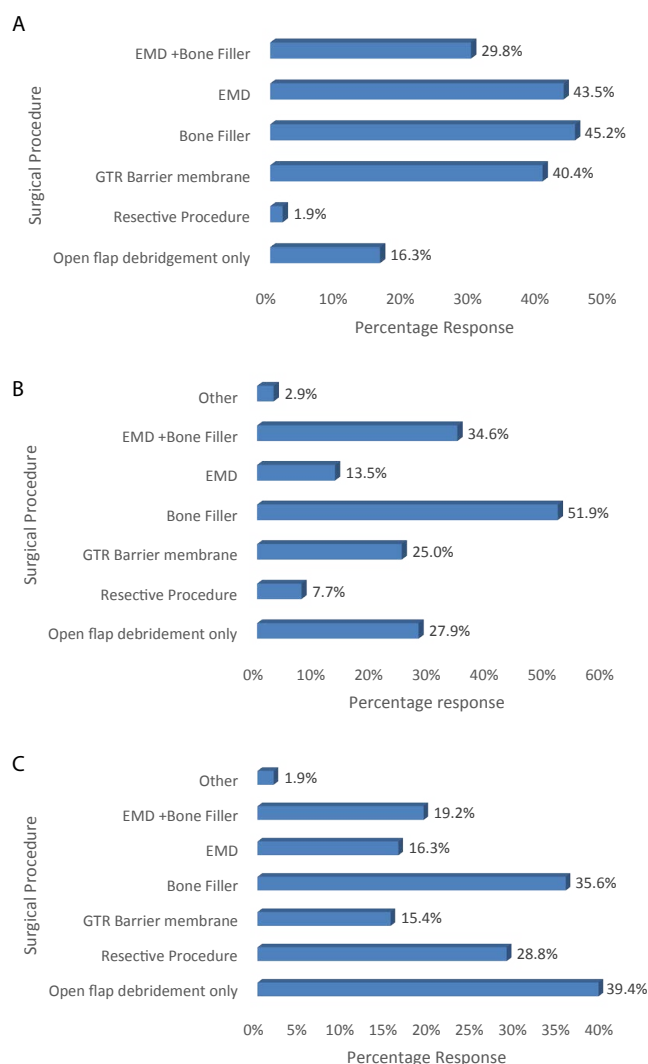 A
Surgical Procedure
EMD +Bone Filler
29.8%
EMD
43.5%
Bone Filler
45.2%
GTR Barrier membrane
40.4%
Resective Procedure
1.9%
Open flap debridgement only
16.3%
0% 10% 20% 30% 40% 50%
Percentage Response
B
Surgical Procedure
Other
2.9%
EMD +Bone Filler
34.6%
EMD
13.5%
Bone Filler
51.9%
GTR Barrier membrane
25.0%
Resective Procedure
7.7%
Open flap debridement only
27.9%
0% 10% 20% 30% 40% 50% 60%
Percentage response
C
Surgical Procedure
Other
1.9%
EMD +Bone Filler
19.2%
EMD
16.3%
Bone Filler
35.6%
GTR Barrier membrane
15.4%
Resective Procedure
28.8%
Open flap debridement only
39.4%
0% 5% 10% 15% 20% 25% 30% 35% 40%
Percentage Response